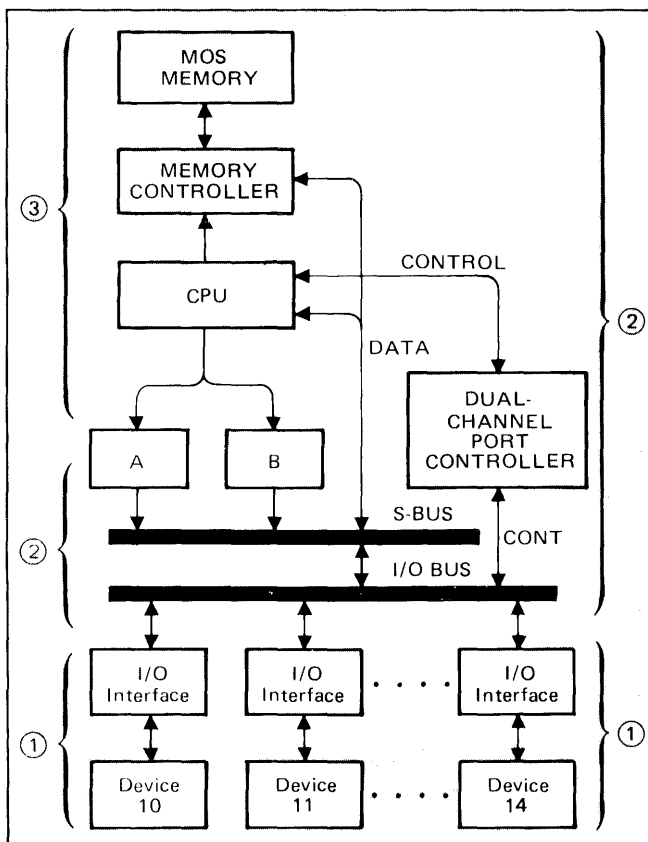 MOS
MEMORY
MEMORY
CONTROLLER
③
CONTROL
CPU
②
DATA
DUAL-
CHANNEL
PORT
CONTROLLER
A
B
S-BUS
②
CONT
I/O BUS
I/O
Interface
I/O
Interface
. . . .
I/O
Interface
①
①
Device
10
Device
11
. . . .
Device
14